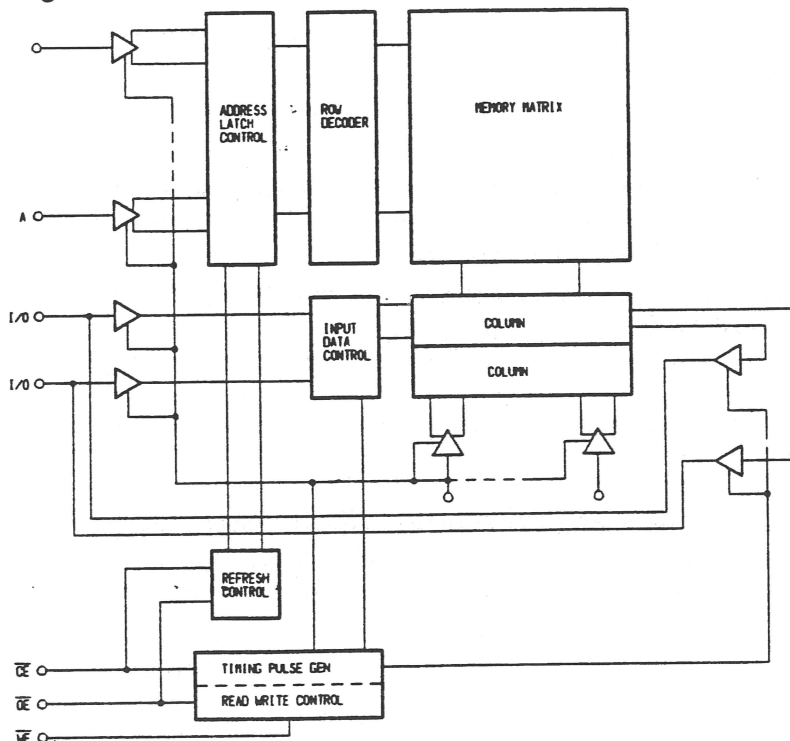 ADDRESS
LATCH
CONTROL
ROW
DECODER
MEMORY MATRIX
A
I/O
INPUT
DATA
CONTROL
COLUMN
I/O
COLUMN
REFRESH
CONTROL
CE
TIMING PULSE GEN
OE
READ WRITE CONTROL
WE